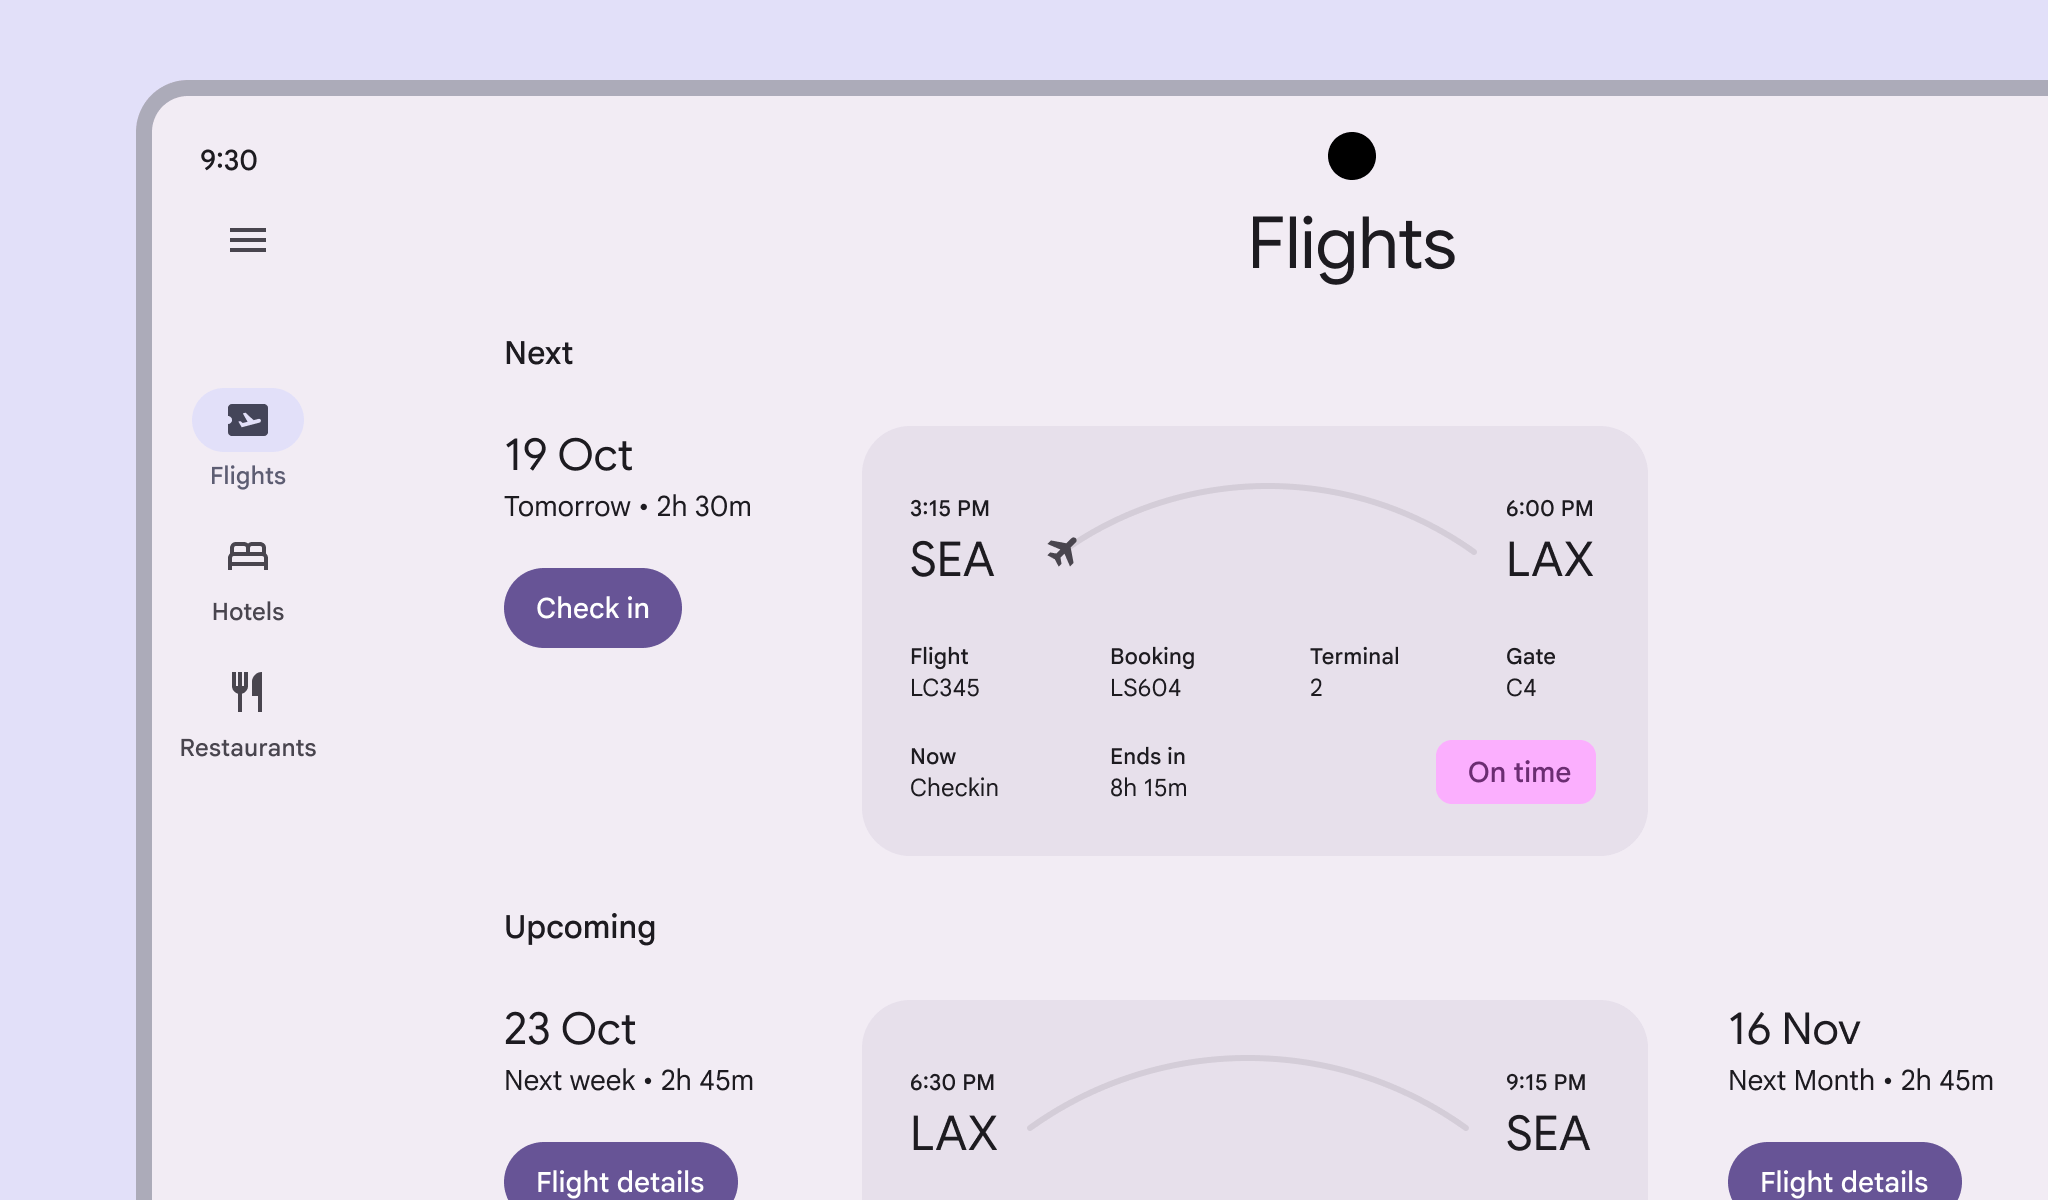 9:30
Flights
Flights
Hotels
Restaurants
Next
19 Oct
Tomorrow • 2h 30m
Check in
3:15 PM
SEA
6:00 PM
LAX
Flight
LC345
Booking
LS604
Terminal
2
Gate
C4
Now
Checkin
Ends in
8h 15m
On time
Upcoming
23 Oct
Next week • 2h 45m
Flight details
6:30 PM
LAX
9:15 PM
SEA
16 Nov
Next Month • 2h 45m
Flight details